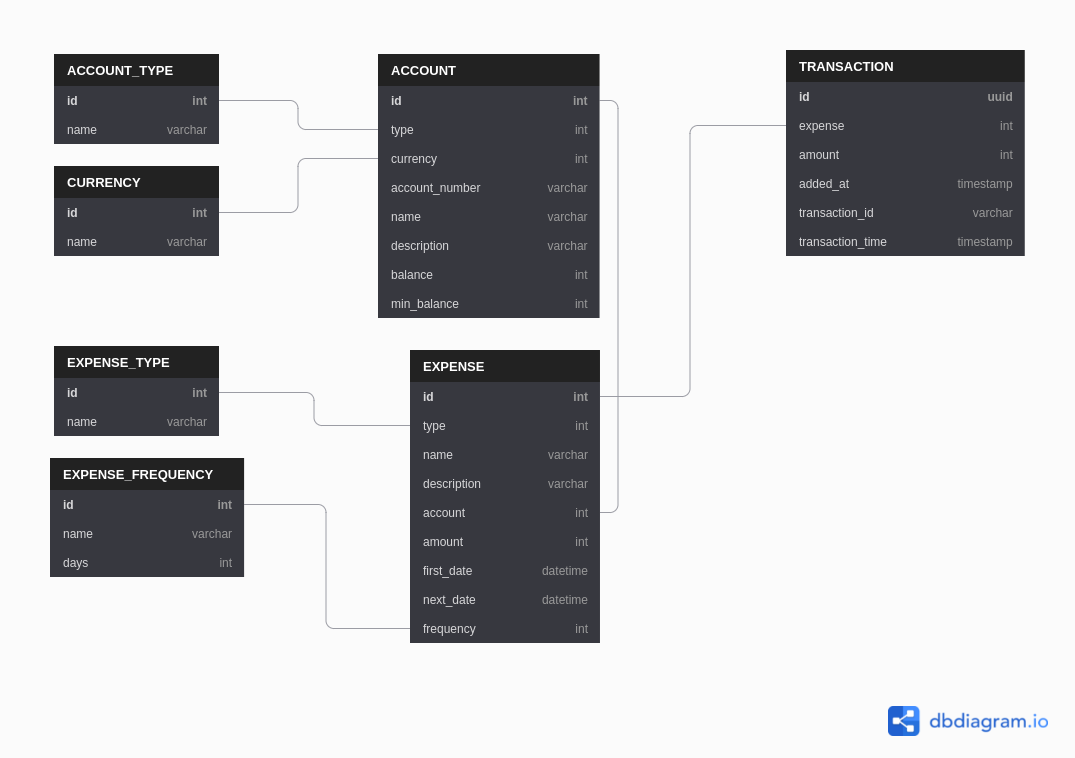 ACCOUNT_TYPE
id int
name varchar
CURRENCY
id int
name varchar
ACCOUNT
id int
type int
currency int
account_number varchar
name varchar
description varchar
balance int
min_balance int
TRANSACTION
id uuid
expense int
amount int
added_at timestamp
transaction_id varchar
transaction_time timestamp
EXPENSE_TYPE
id int
name varchar
EXPENSE_FREQUENCY
id int
name varchar
days int
EXPENSE
id int
type int
name varchar
description varchar
account int
amount int
first_date datetime
next_date datetime
frequency int
dbdiagram.io